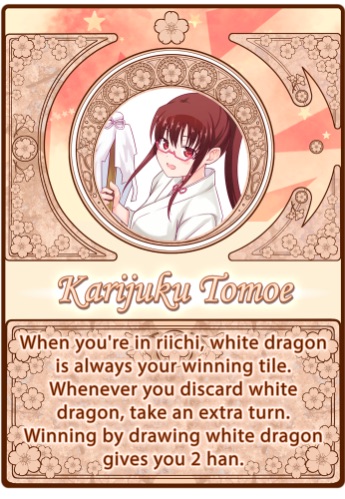 Karijuku Tomoe
When you're in riichi, white dragon
is always your winning tile.
Whenever you discard white
dragon, take an extra turn.
Winning by drawing white dragon
gives you 2 han.